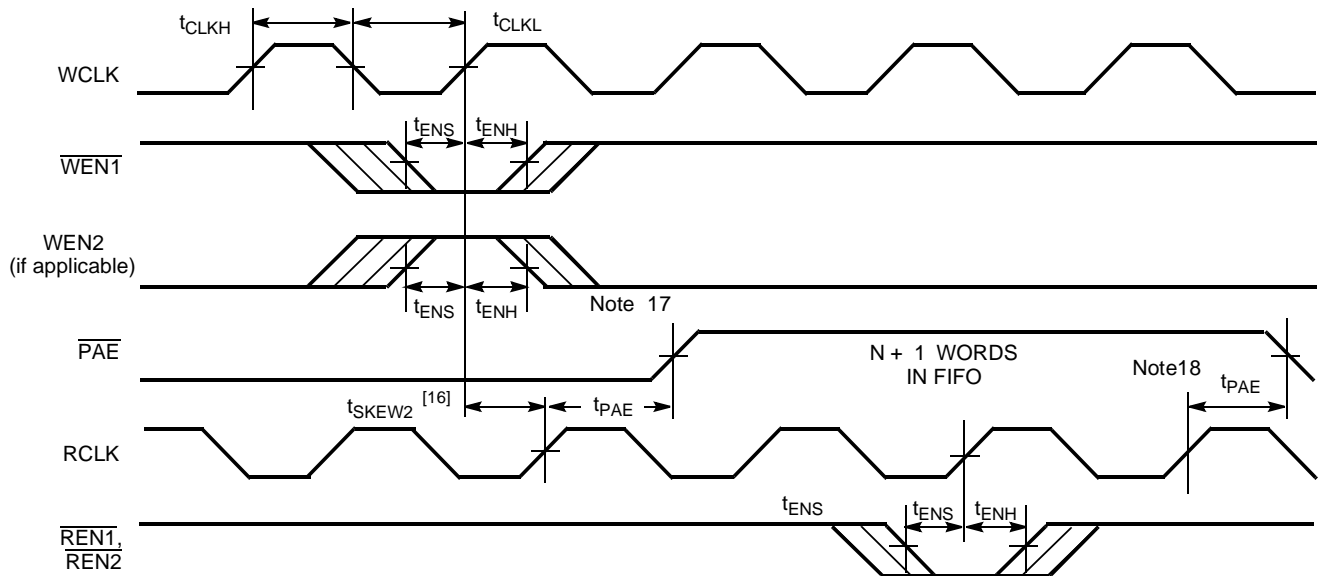 tCLKH
tCLKL
WCLK
tENS
tENH
WEN1
WEN2
(if applicable)
tENS
tENH
Note 17
PAE
N + 1 WORDS
IN FIFO
Note18
tPAE
tSKEW2 [16]
tPAE
RCLK
tENS
tENS
tENH
REN1,
REN2